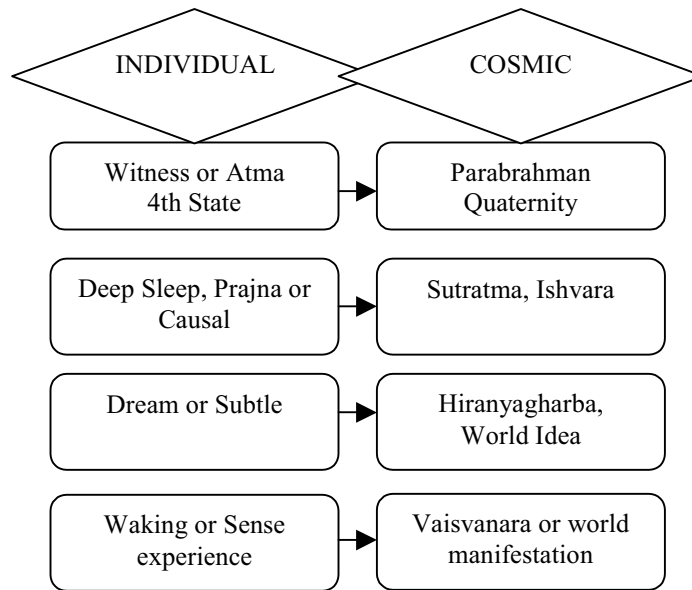 INDIVIDUAL
COSMIC
Witness or Atma
4th State
Parabrahman
Quaternity
Deep Sleep, Prajna or
Causal
Sutratma, Ishvara
Dream or Subtle
Hiranyagharba,
World Idea
Waking or Sense
experience
Vaisvanara or world
manifestation